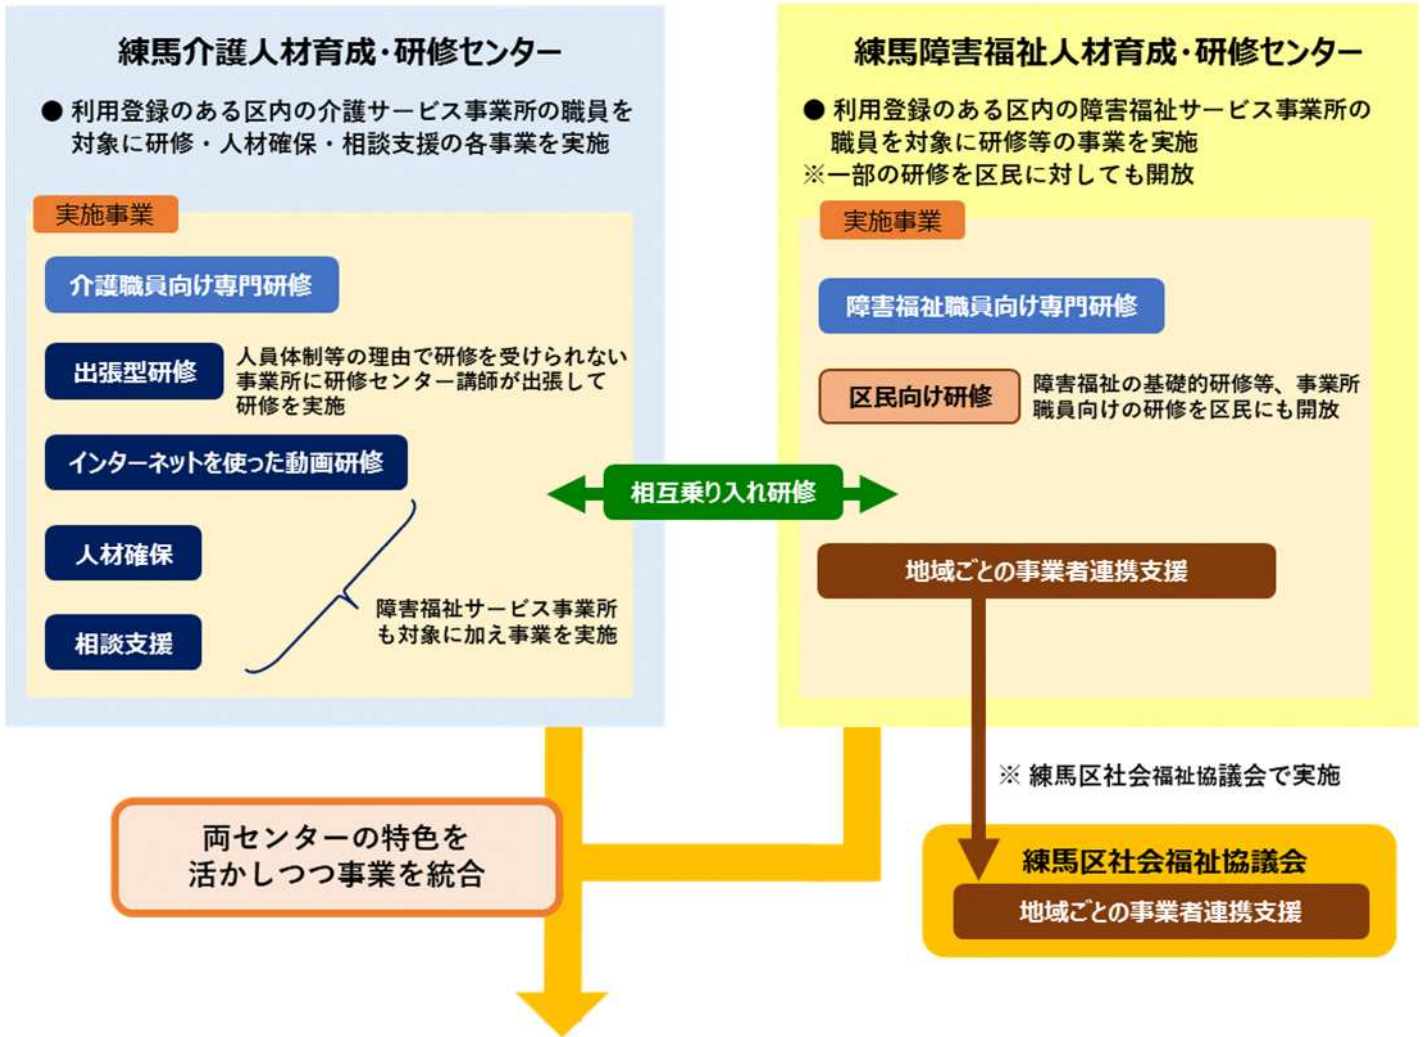 練馬介護人材育成・研修センター
● 利用登録のある区内の介護サービス事業所の職員を
対象に研修・人材確保・相談支援の各事業を実施
実施事業
介護職員向け専門研修
出張型研修
人員体制等の理由で研修を受けられない
事業所に研修センター講師が出張して
研修を実施
インターネットを使った動画研修
人材確保
相談支援
障害福祉サービス事業所
も対象に加え事業を実施
相互乗り入れ研修
練馬障害福祉人材育成・研修センター
● 利用登録のある区内の障害福祉サービス事業所の
職員を対象に研修等の事業を実施
※一部の研修を区民に対しても開放
実施事業
障害福祉職員向け専門研修
区民向け研修
障害福祉の基礎的研修等、事業所
職員向けの研修を区民にも開放
地域ごとの事業者連携支援
※ 練馬区社会福祉協議会で実施
両センターの特色を
活かしつつ事業を統合
練馬区社会福祉協議会
地域ごとの事業者連携支援